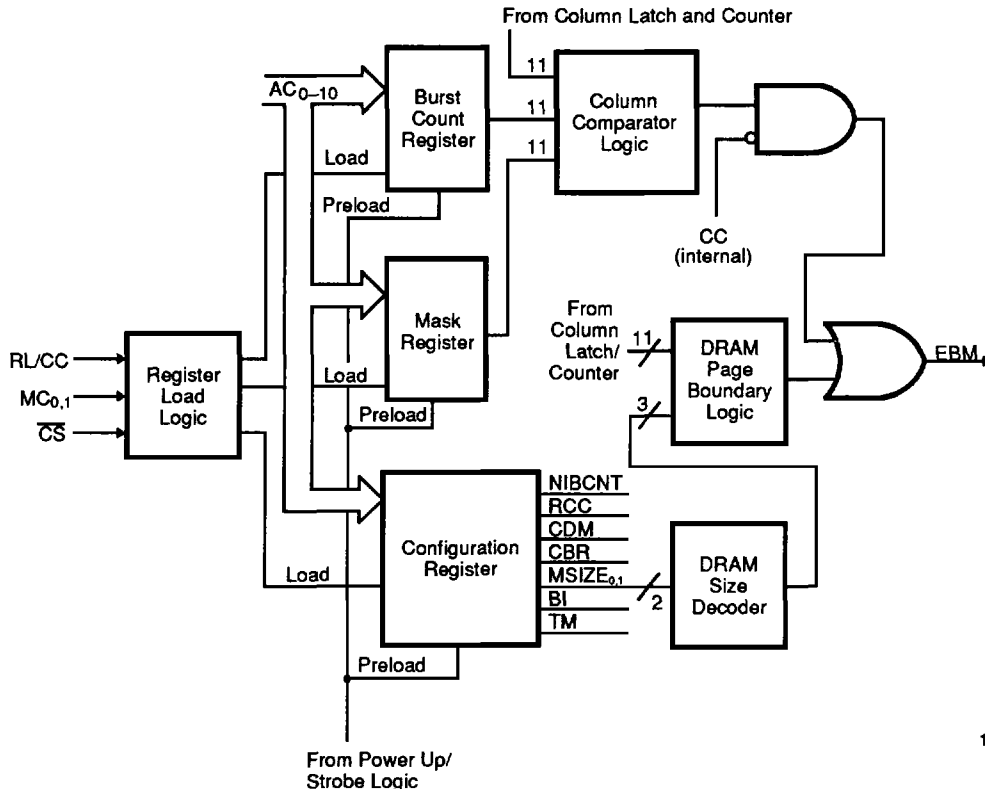 From Column Latch and Counter
AC0–10
11
11
11
Burst
Count
Register
Column
Comparator
Logic
Load
Preload
CC
(internal)
Mask
Register
From
Column
Latch/
Counter
11
3
DRAM
Page
Boundary
Logic
EBM
RL/CC
MC0,1
CS
Register
Load
Logic
Load
Preload
Configuration
Register
NIBCNT
RCC
CDM
CBR
MSIZE0,1
BI
TM
2
DRAM
Size
Decoder
Load
Preload
From Power Up/
Strobe Logic
1